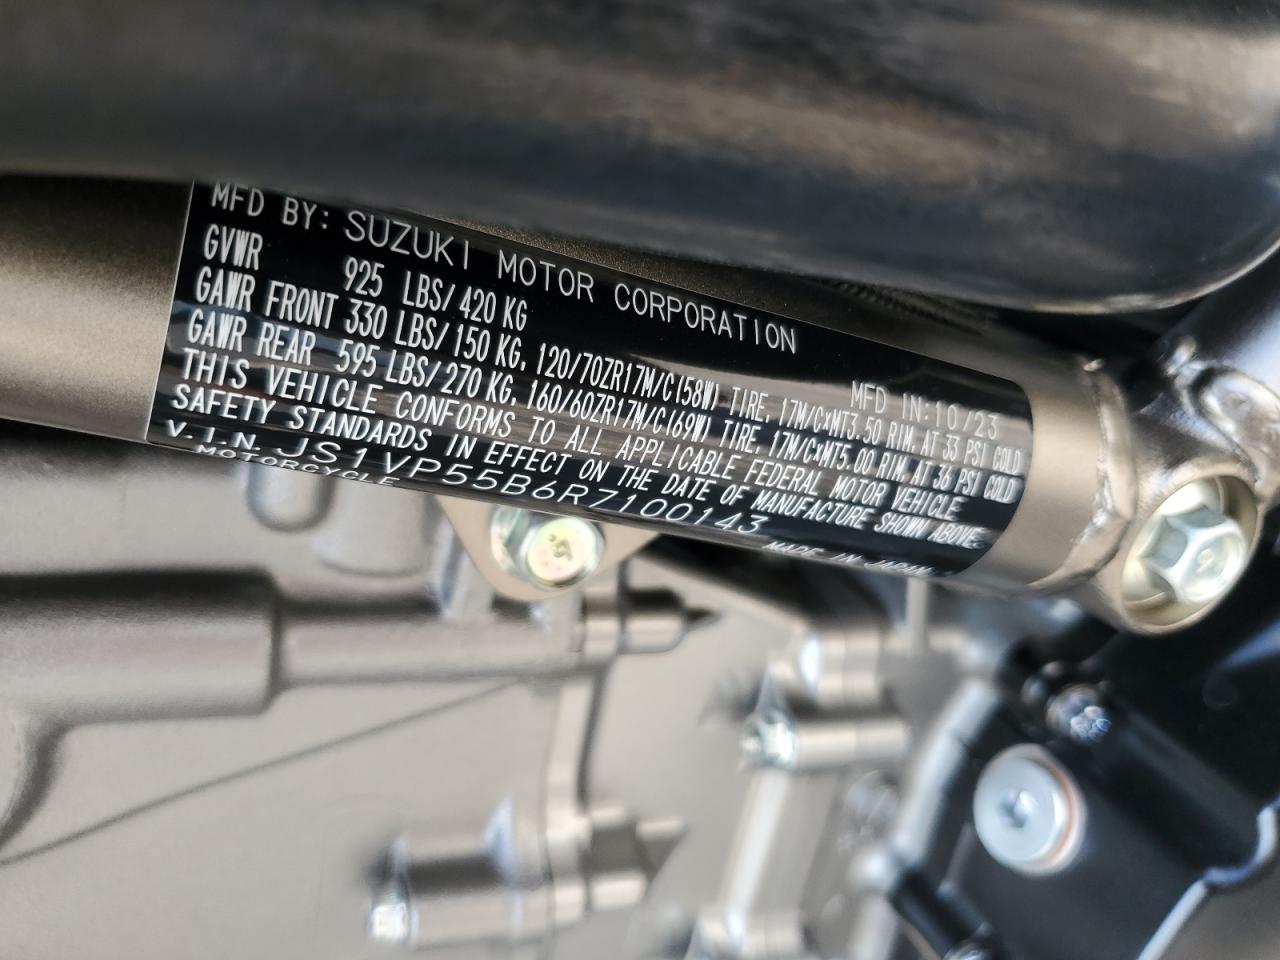 MFD BY: SUZUKI MOTOR CORPORATION
MFD IN:10/23
GVWR 925 LBS/420 KG
GAWR FRONT 330 LBS/150 KG, 120/70ZR17M/C(58W) TIRE, 17M/CxMT3.50 RIM, AT 33 PSI COLD
GAWR REAR 595 LBS/270 KG, 160/60ZR17M/C(69W) TIRE, 17M/CxMT5.00 RIM, AT 36 PSI COLD
THIS VEHICLE CONFORMS TO ALL APPLICABLE FEDERAL MOTOR VEHICLE
SAFETY STANDARDS IN EFFECT ON THE DATE OF MANUFACTURE SHOWN ABOVE.
V.I.N. JS1VP55B6R7100143
MOTORCYCLE MADE IN JAPAN